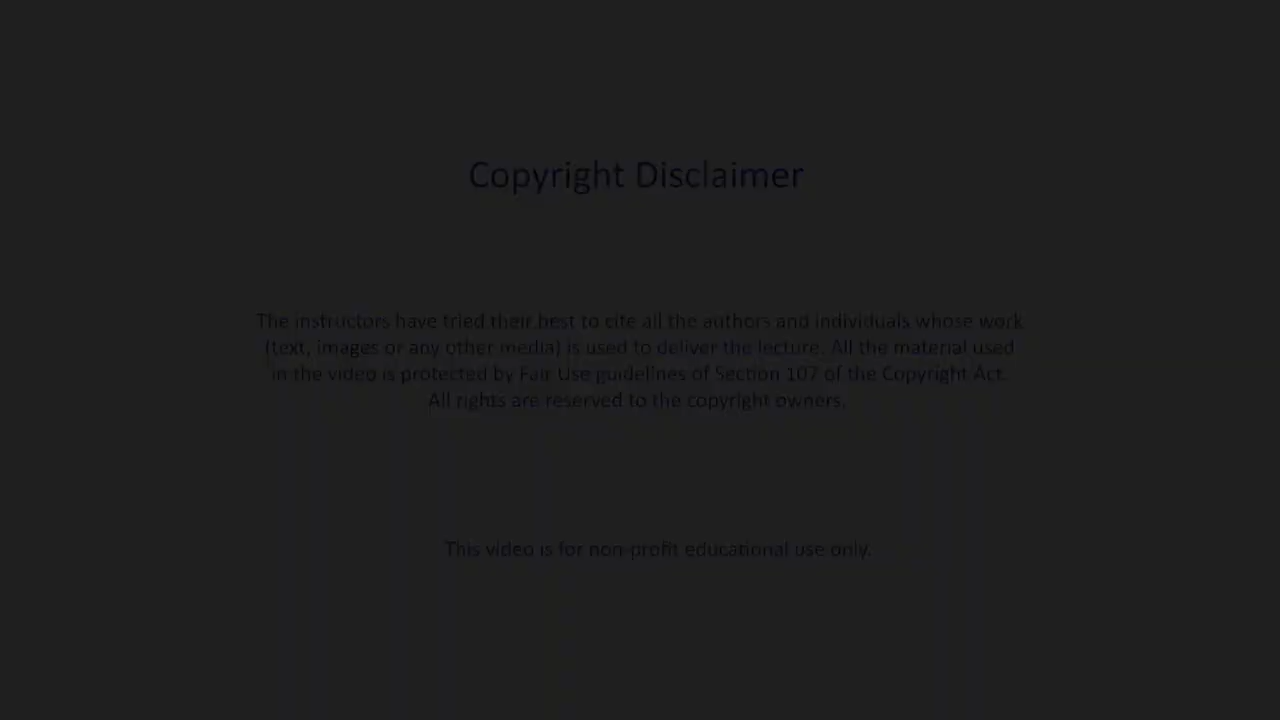 Copyright Disclaimer
The instructors have tried their best to cite all the authors and individuals whose work
(text, images or any other media) is used to deliver the lecture. All the material used
in the video is protected by Fair Use guidelines of Section 107 of the Copyright Act.
All rights are reserved to the copyright owners.
This video is for non-profit educational use only.